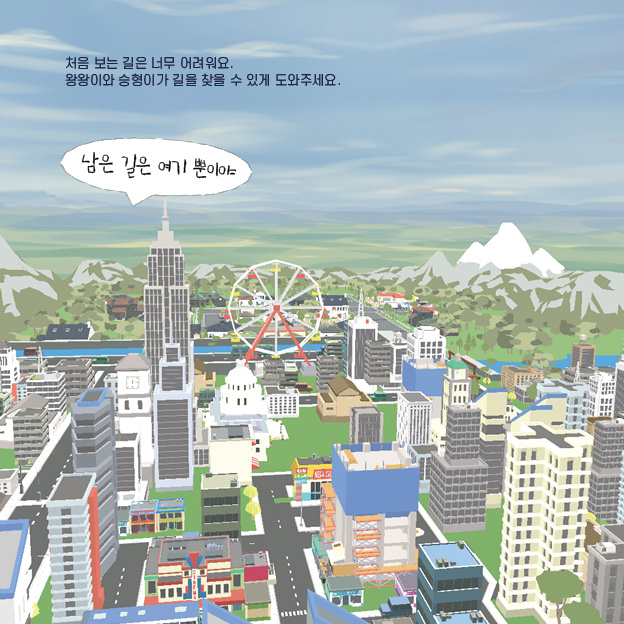 처음 보는 길은 너무 어려워요.
왕왕이와 승형이가 길을 찾을 수 있게 도와주세요.
남은 길은 여기 뿐이야